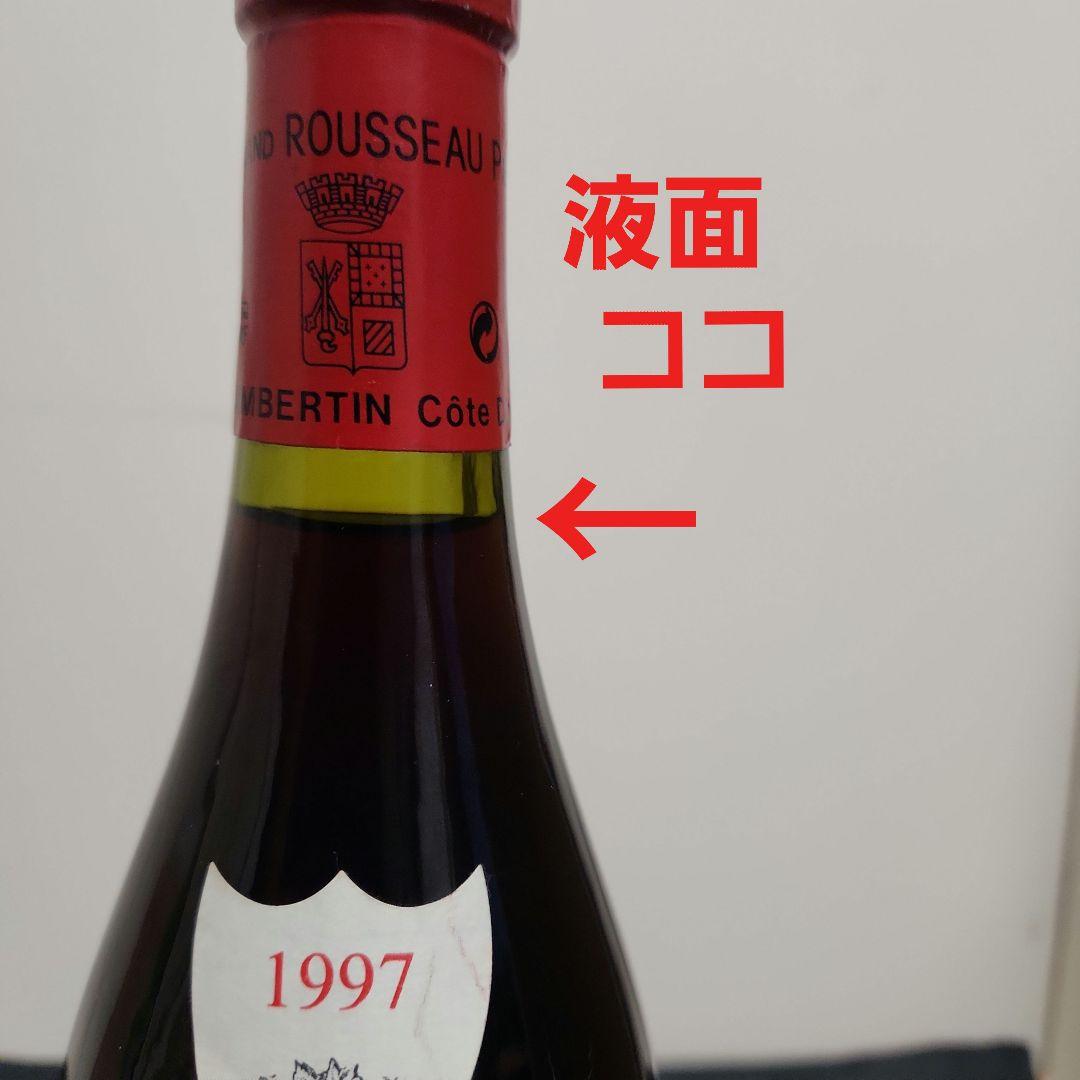 ROUSSEAU
液面
ココ
MBERTIN Côte D
←
1997